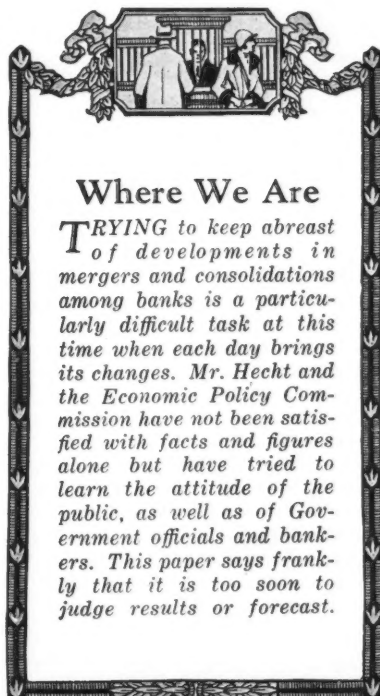 Where We Are
TRYING to keep abreast
of developments in
mergers and consolidations
among banks is a particu-
larly difficult task at this
time when each day brings
its changes. Mr. Hecht and
the Economic Policy Com-
mission have not been satis-
fied with facts and figures
alone but have tried to
learn the attitude of the
public, as well as of Gov-
ernment officials and bank-
ers. This paper says frank-
ly that it is too soon to
judge results or forecast.